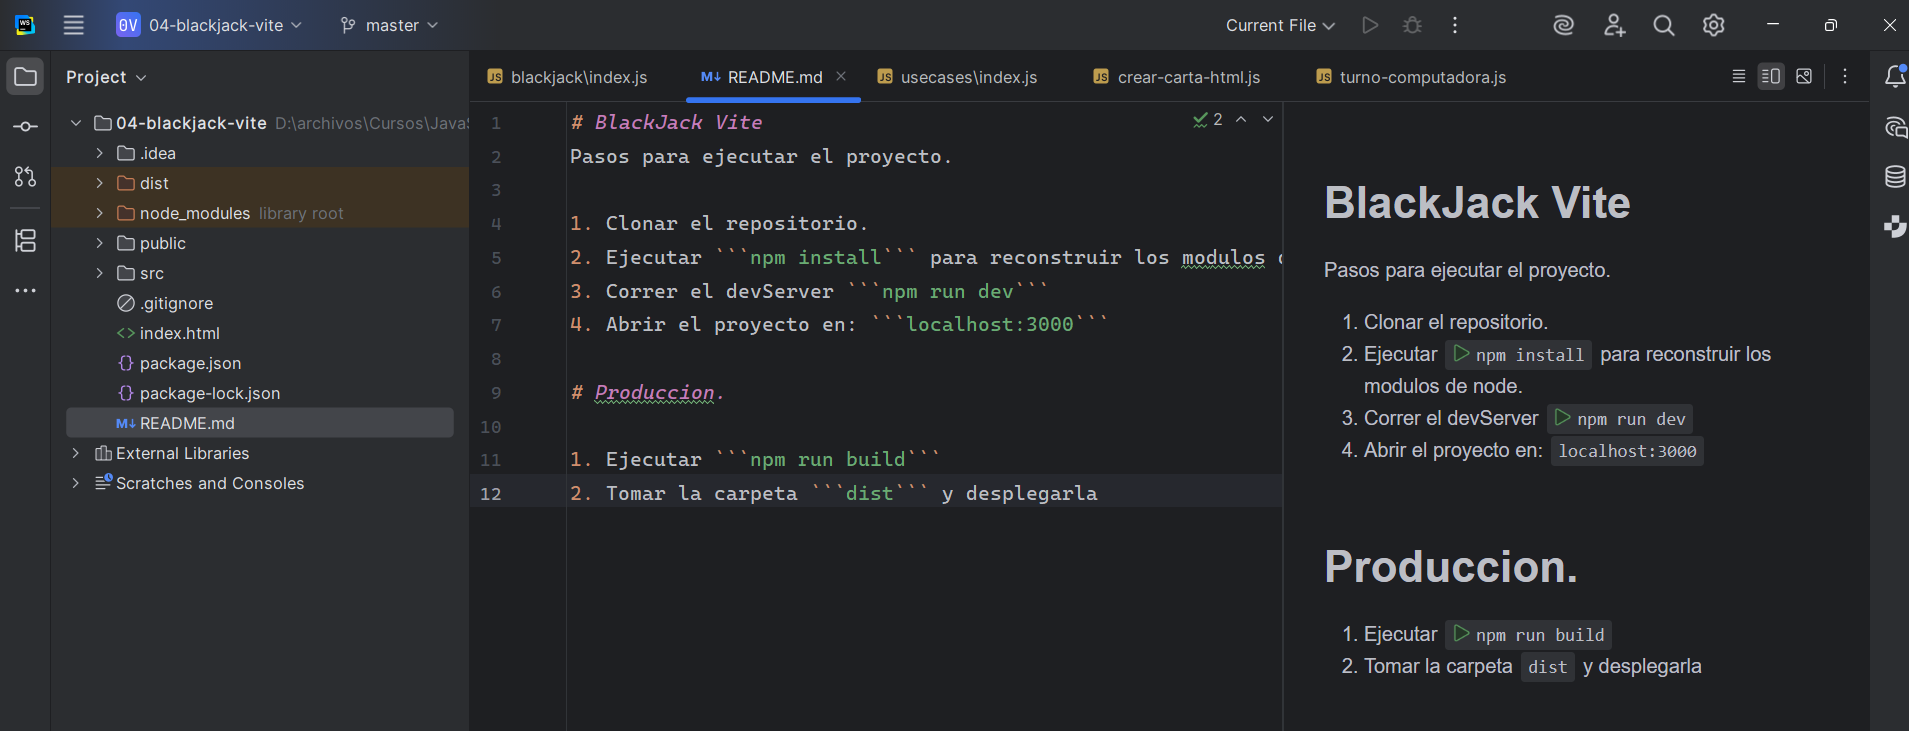 WS
0V 04-blackjack-vite
master
Current File
Project
04-blackjack-vite D:\archivos\Cursos\Java
.idea
dist
node_modules library root
public
src
.gitignore
index.html
package.json
package-lock.json
README.md
External Libraries
Scratches and Consoles
JS blackjack\index.js
M↓ README.md
JS usecases\index.js
JS crear-carta-html.js
JS turno-computadora.js
2
1 # BlackJack Vite
2 Pasos para ejecutar el proyecto.
3
4 1. Clonar el repositorio.
5 2. Ejecutar ```npm install``` para reconstruir los modulos
6 3. Correr el devServer ```npm run dev```
7 4. Abrir el proyecto en: ```localhost:3000```
8
9 # Produccion.
10
11 1. Ejecutar ```npm run build```
12 2. Tomar la carpeta ```dist``` y desplegarla
BlackJack Vite
Pasos para ejecutar el proyecto.
1. Clonar el repositorio.
2. Ejecutar npm install para reconstruir los
modulos de node.
3. Correr el devServer npm run dev
4. Abrir el proyecto en: localhost:3000
Produccion.
1. Ejecutar npm run build
2. Tomar la carpeta dist y desplegarla